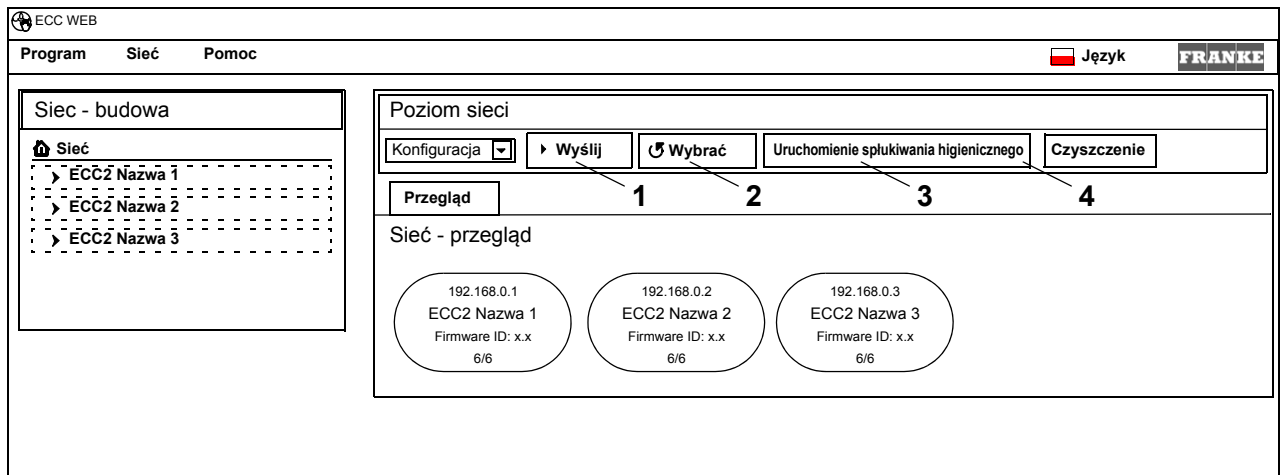 ECC WEB
Program Sieć Pomoc Język FRANKE
Siec - budowa
Sieć
ECC2 Nazwa 1
ECC2 Nazwa 2
ECC2 Nazwa 3
Poziom sieci
Konfiguracja Wyślij Wybrać Uruchomienie spłukiwania higienicznego Czyszczenie
1 2 3 4
Przegląd
Sieć - przegląd
192.168.0.1
ECC2 Nazwa 1
Firmware ID: x.x
6/6
192.168.0.2
ECC2 Nazwa 2
Firmware ID: x.x
6/6
192.168.0.3
ECC2 Nazwa 3
Firmware ID: x.x
6/6